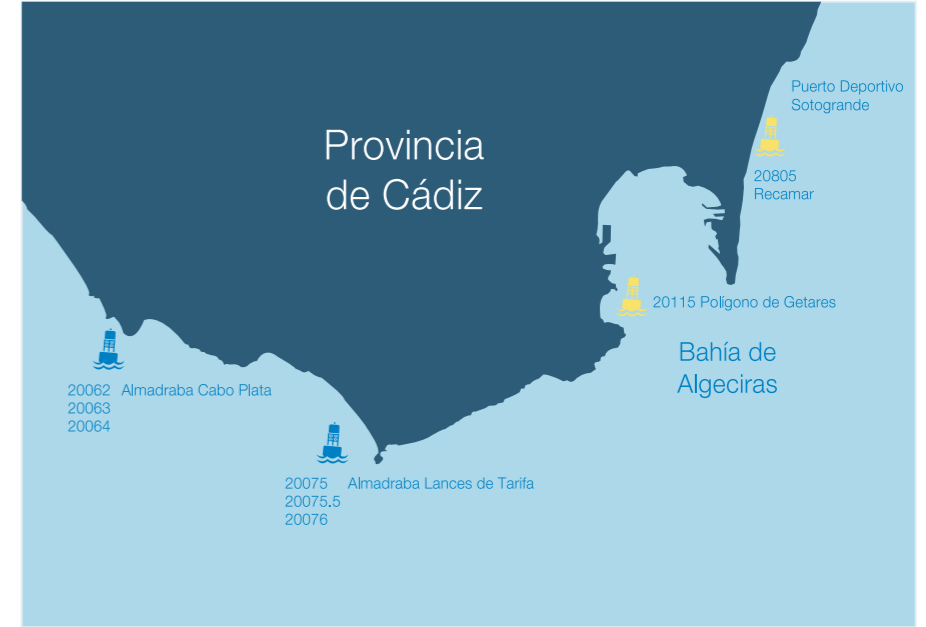 Puerto Deportivo
Sotogrande
Provincia
de Cádiz
20805
Recamar
20115 Polígono de Getares
Bahía de
Algeciras
20062 Almadraba Cabo Plata
20063
20064
20075 Almadraba Lances de Tarifa
20075.5
20076